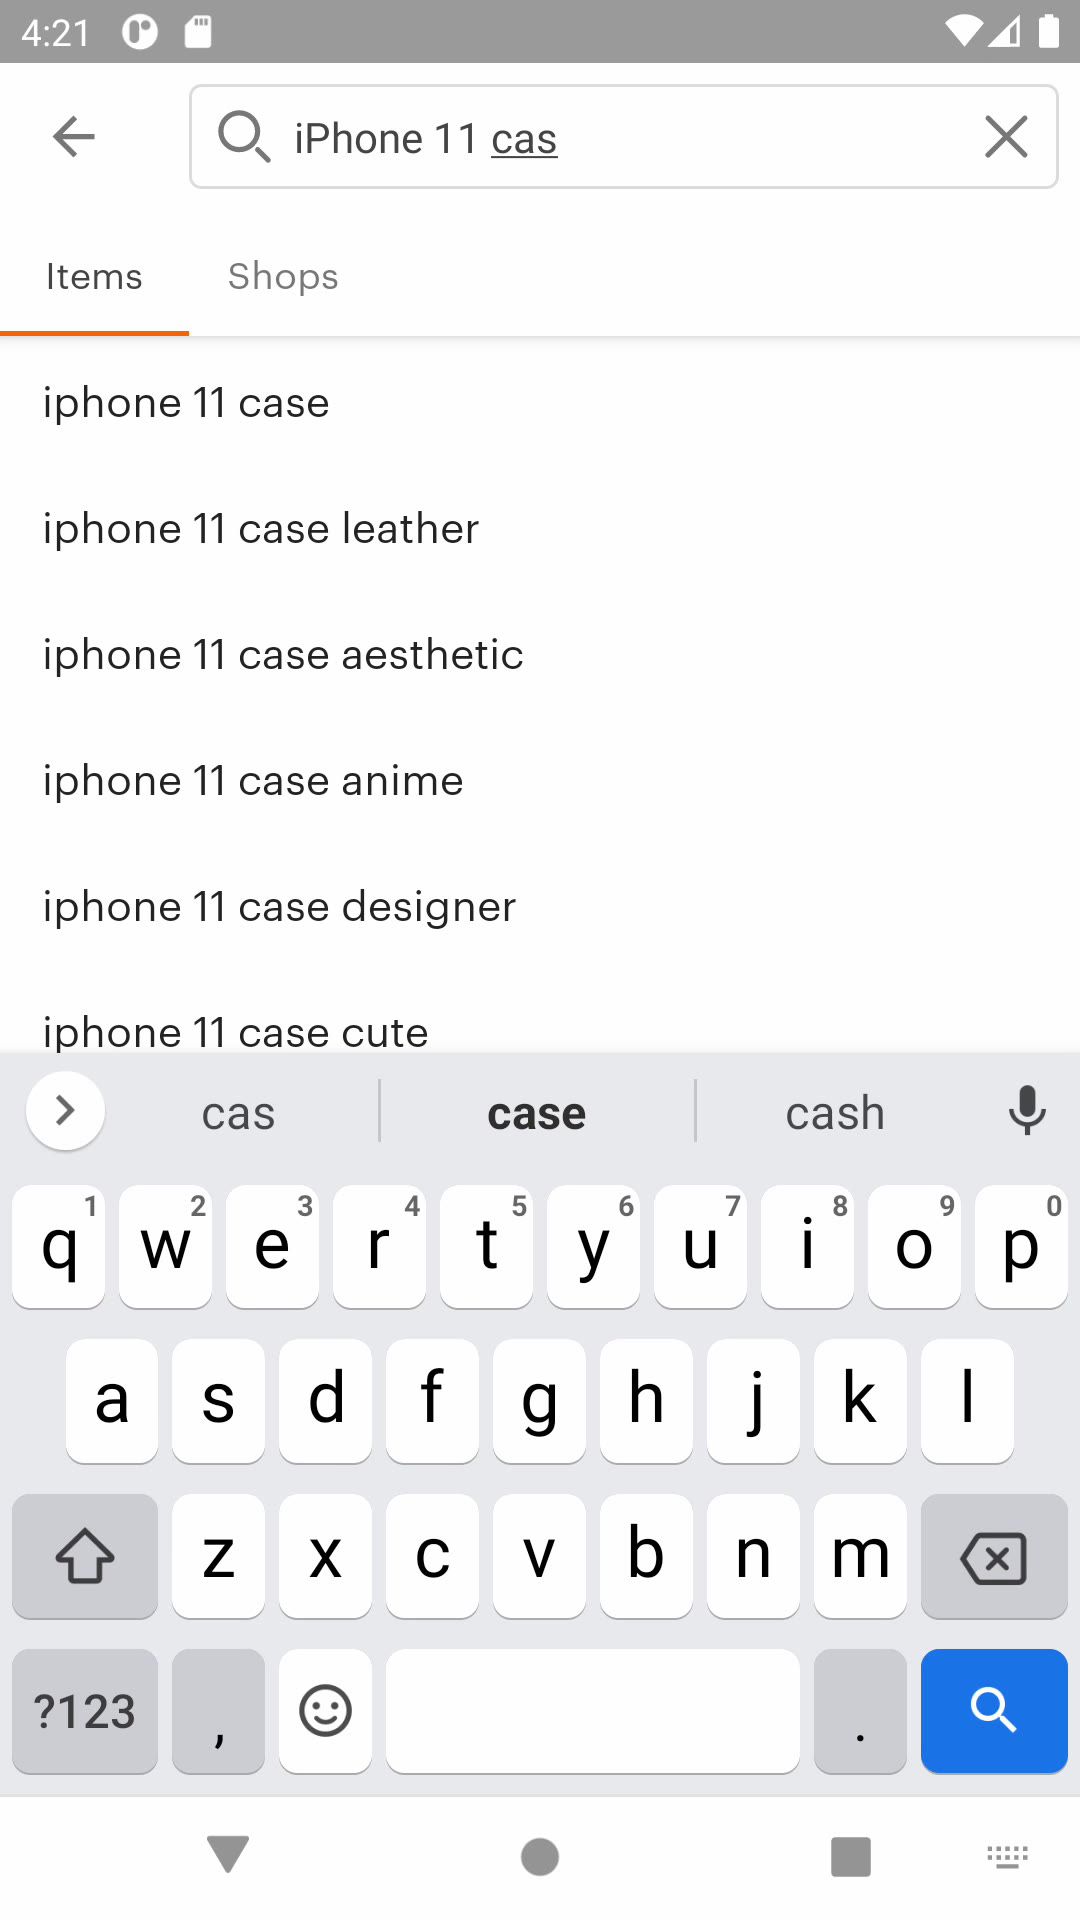 4:21
iPhone 11 cas
Items Shops
iphone 11 case
iphone 11 case leather
iphone 11 case aesthetic
iphone 11 case anime
iphone 11 case designer
iphone 11 case cute
cas case cash
1 2 3 4 5 6 7 8 9 0
q w e r t y u i o p
a s d f g h j k l
z x c v b n m
?123 , .